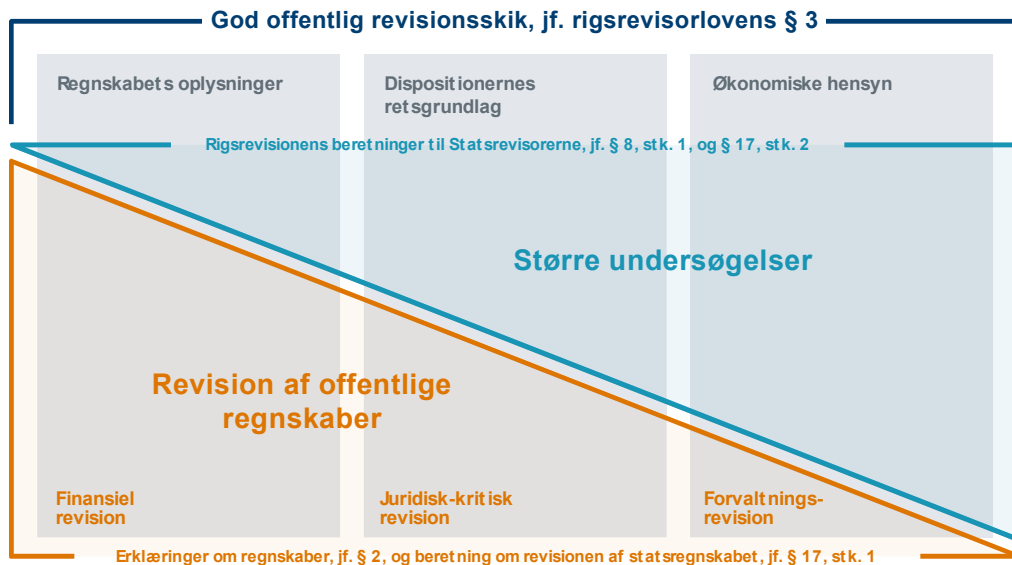 God offentlig revisionsskik, jf. rigsrevisorlovens § 3
Regnskabets oplysninger
Dispositionernes
retsgrundlag
Økonomiske hensyn
Rigsrevisionens beretninger til Statsrevisorerne, jf. § 8, stk. 1, og § 17, stk. 2
Større undersøgelser
Revision af offentlige
regnskaber
Finansiel
revision
Juridisk-kritisk
revision
Forvaltnings-
revision
Erklæringer om regnskaber, jf. § 2, og beretning om revisionen af statsregnskabet, jf. § 17, stk. 1